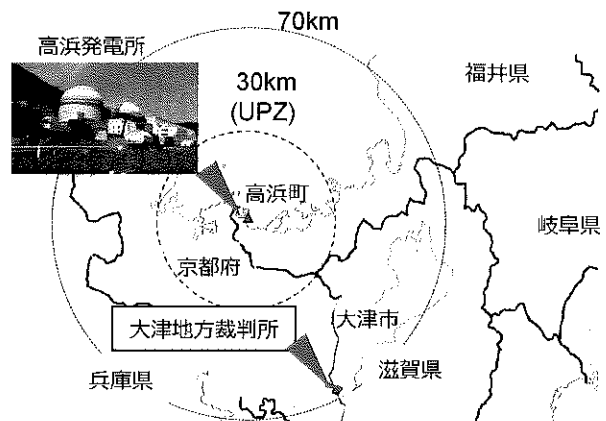 70km
高浜発電所
福井県
30km
(UPZ)
高浜町
岐阜県
京都府
大津市
大津地方裁判所
兵庫県
滋賀県